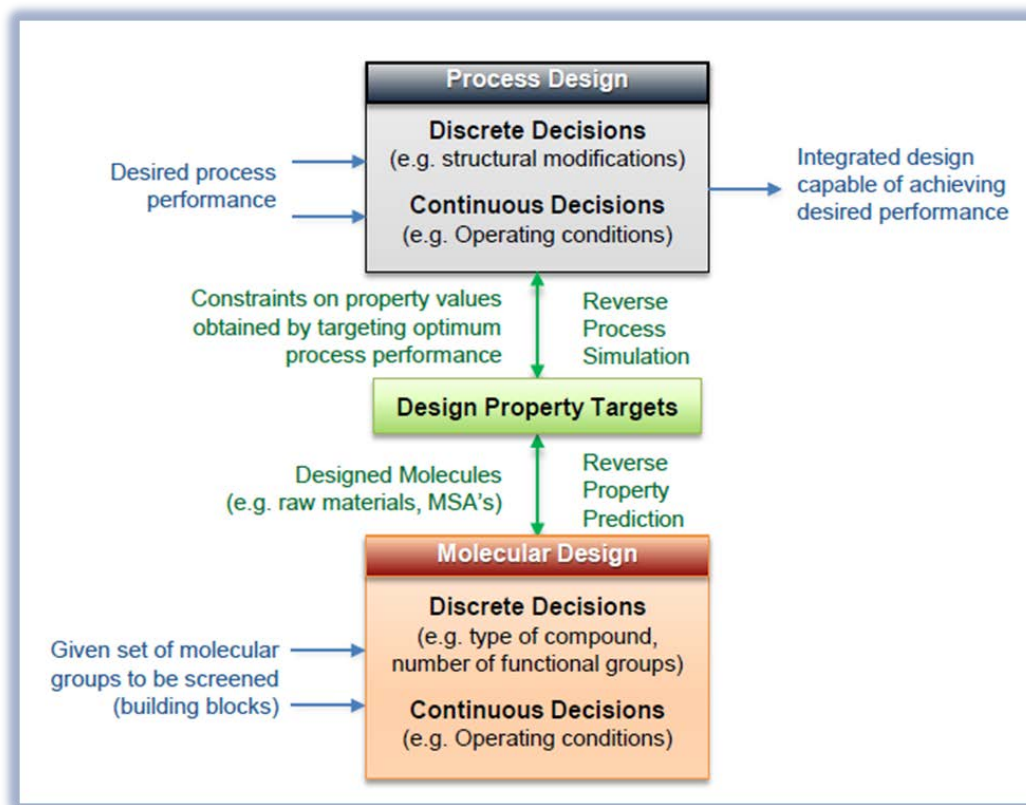 Process Design
Discrete Decisions
(e.g. structural modifications)
Continuous Decisions
(e.g. Operating conditions)
Desired process
performance
Integrated design
capable of achieving
desired performance
Constraints on property values
obtained by targeting optimum
process performance
Reverse
Process
Simulation
Design Property Targets
Designed Molecules
(e.g. raw materials, MSA's)
Reverse
Property
Prediction
Molecular Design
Discrete Decisions
(e.g. type of compound,
number of functional groups)
Continuous Decisions
(e.g. Operating conditions)
Given set of molecular
groups to be screened
(building blocks)